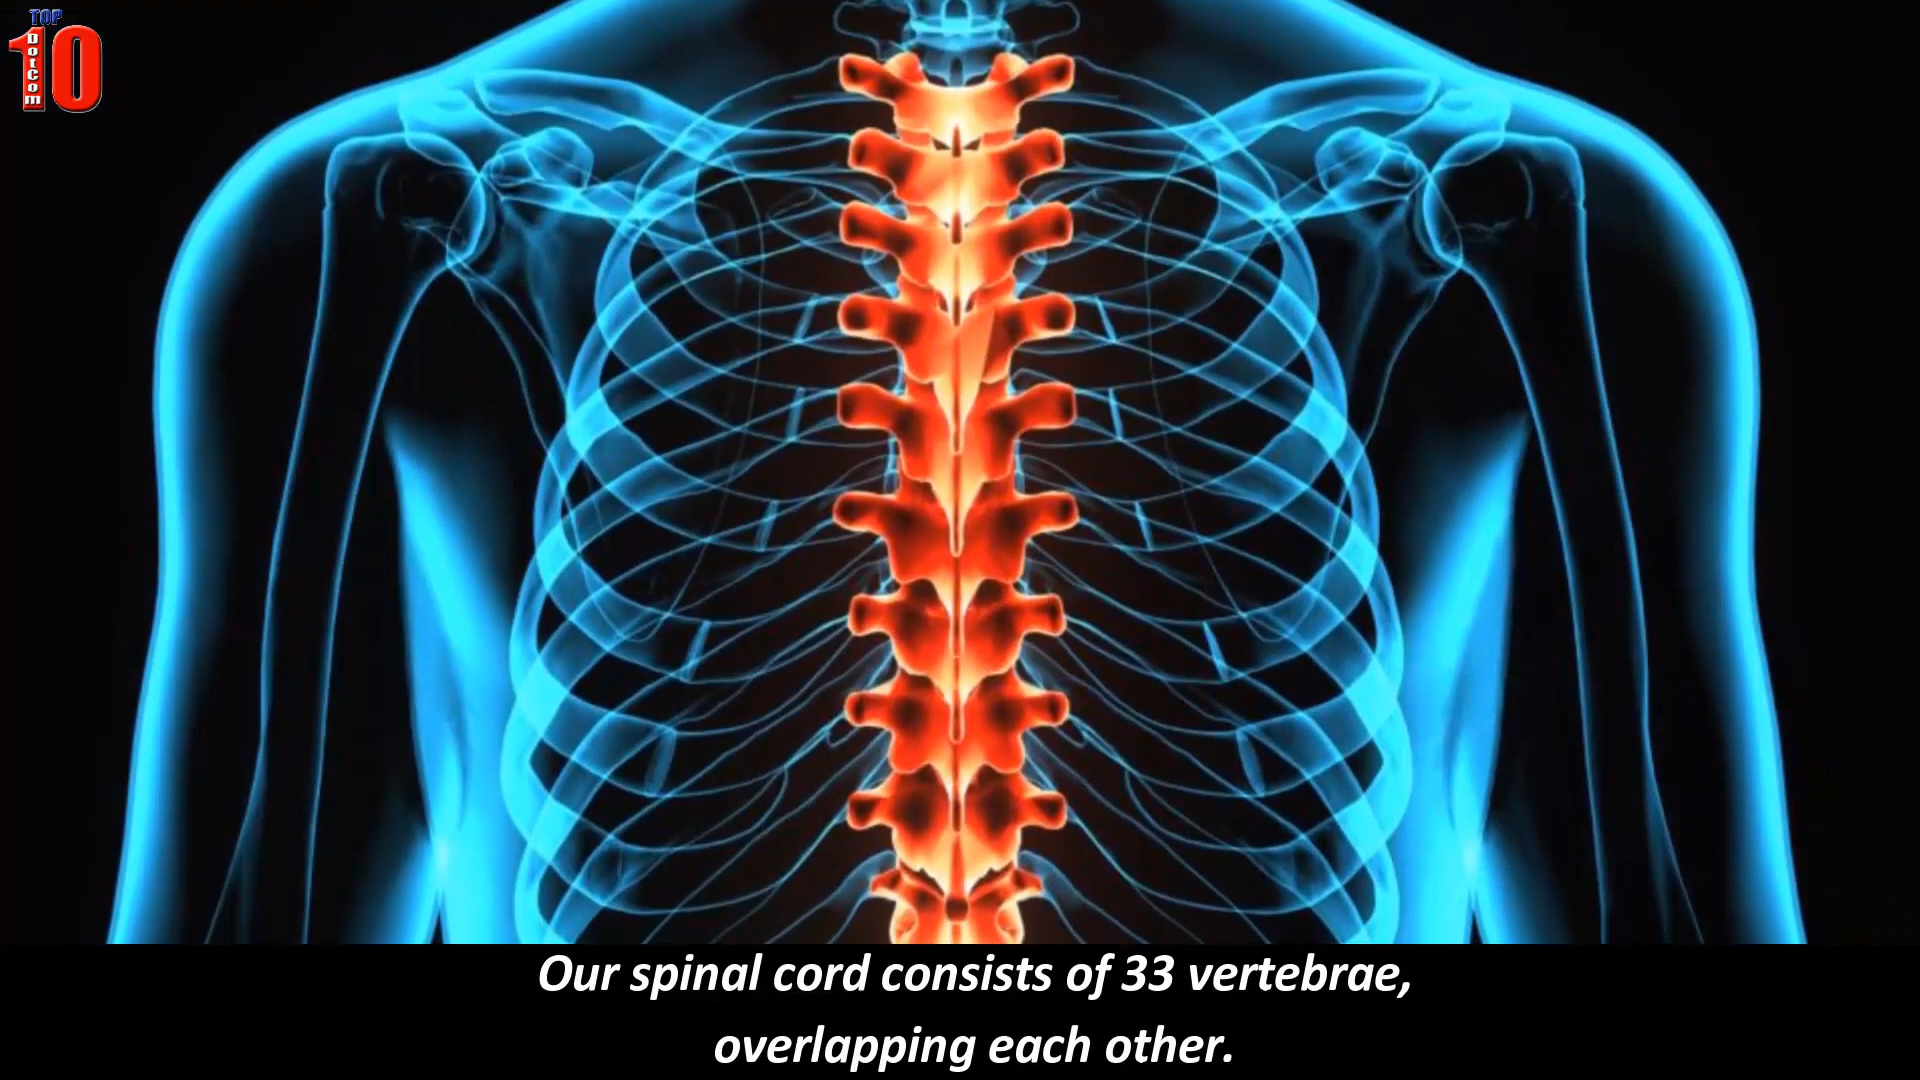 TOP
10
DotCom
Our spinal cord consists of 33 vertebrae,
overlapping each other.